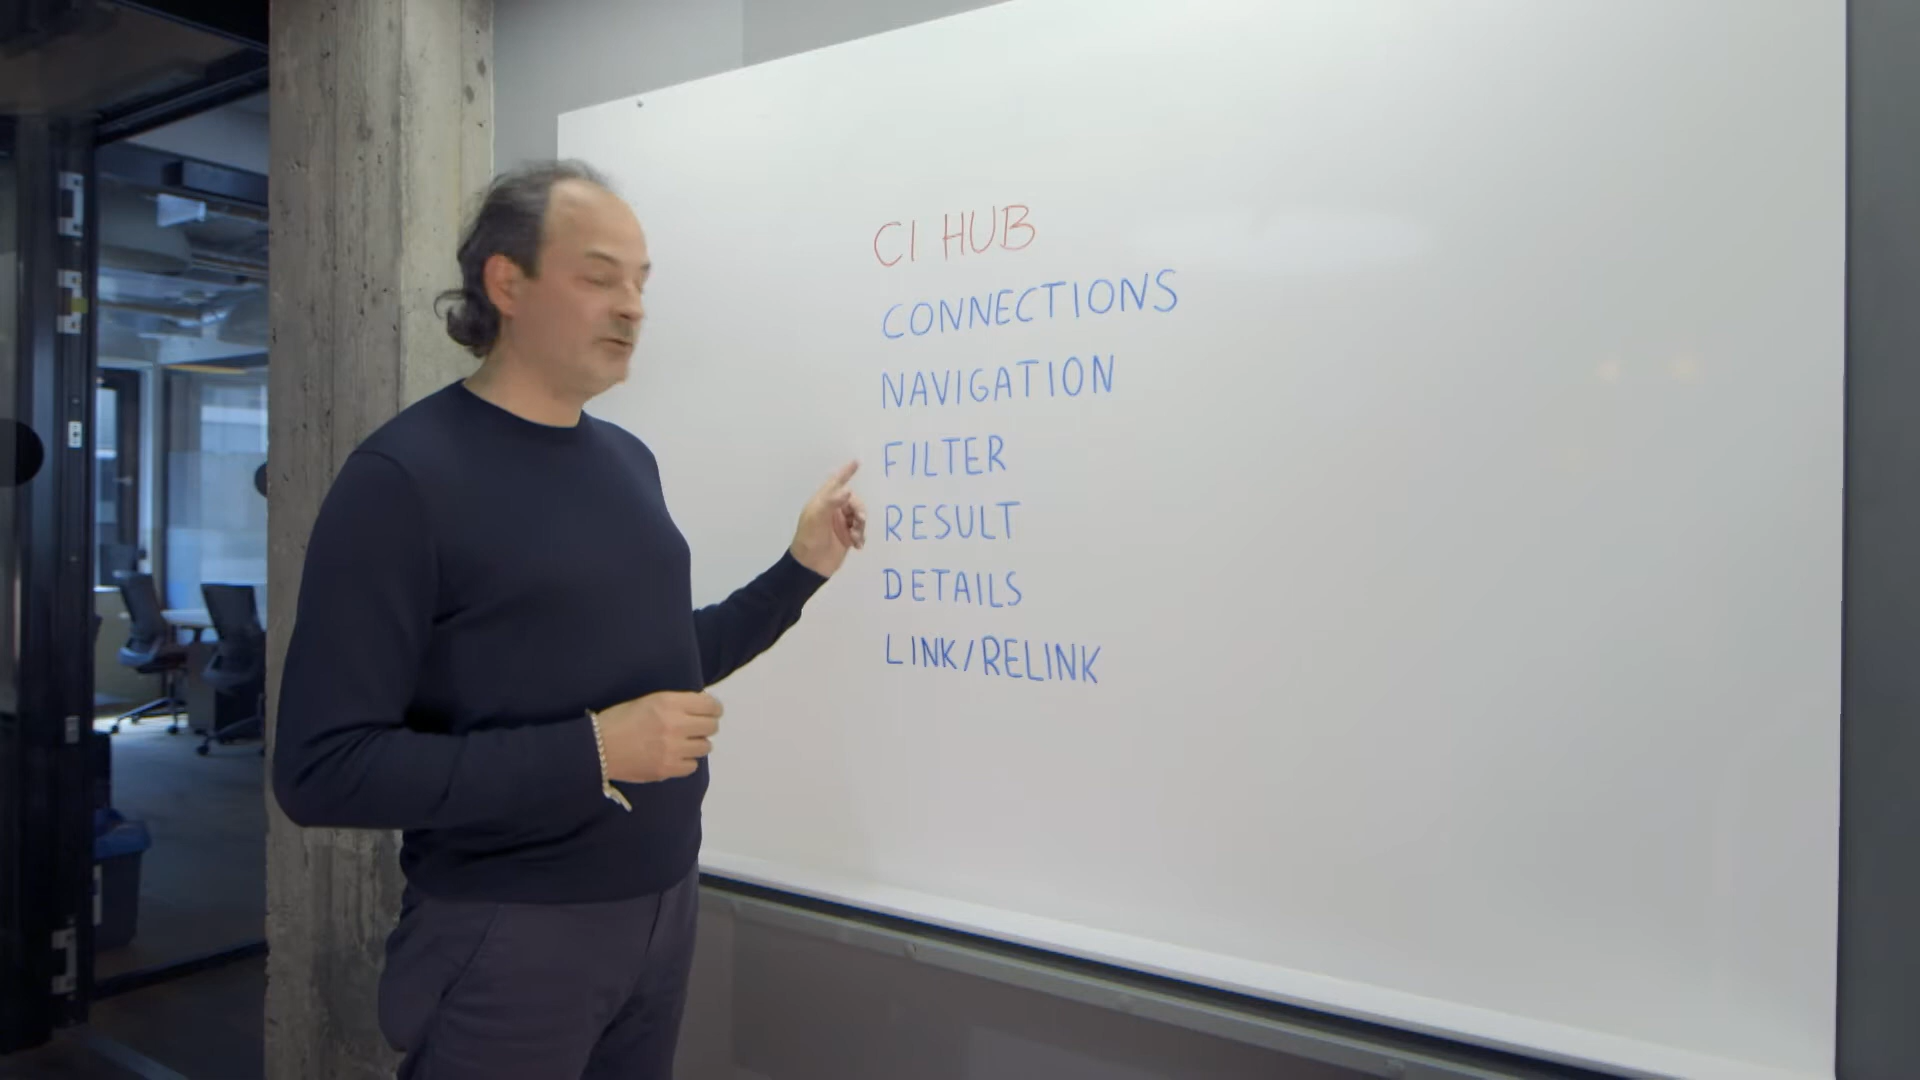 CI HUB
CONNECTIONS
NAVIGATION
FILTER
RESULT
DETAILS
LINK/RELINK